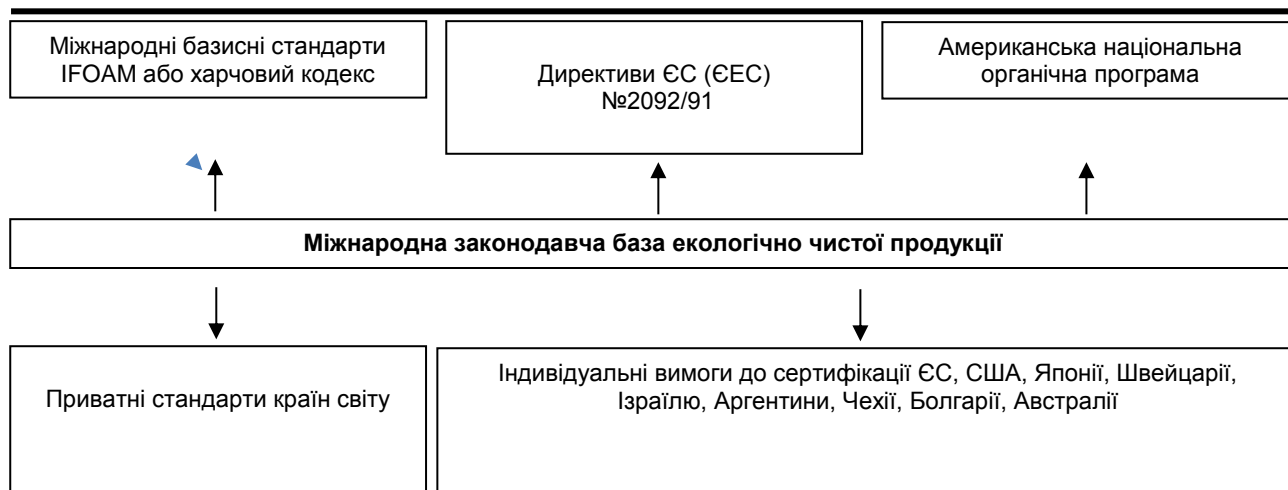 Міжнародні базисні стандарти
IFOAM або харчовий кодекс
Директиви ЄС (ЄЕС)
№2092/91
Американська національна
органічна програма
Міжнародна законодавча база екологічно чистої продукції
Приватні стандарти країн світу
Індивідуальні вимоги до сертифікації ЄС, США, Японії, Швейцарії,
Ізраїлю, Аргентини, Чехії, Болгарії, Австралії